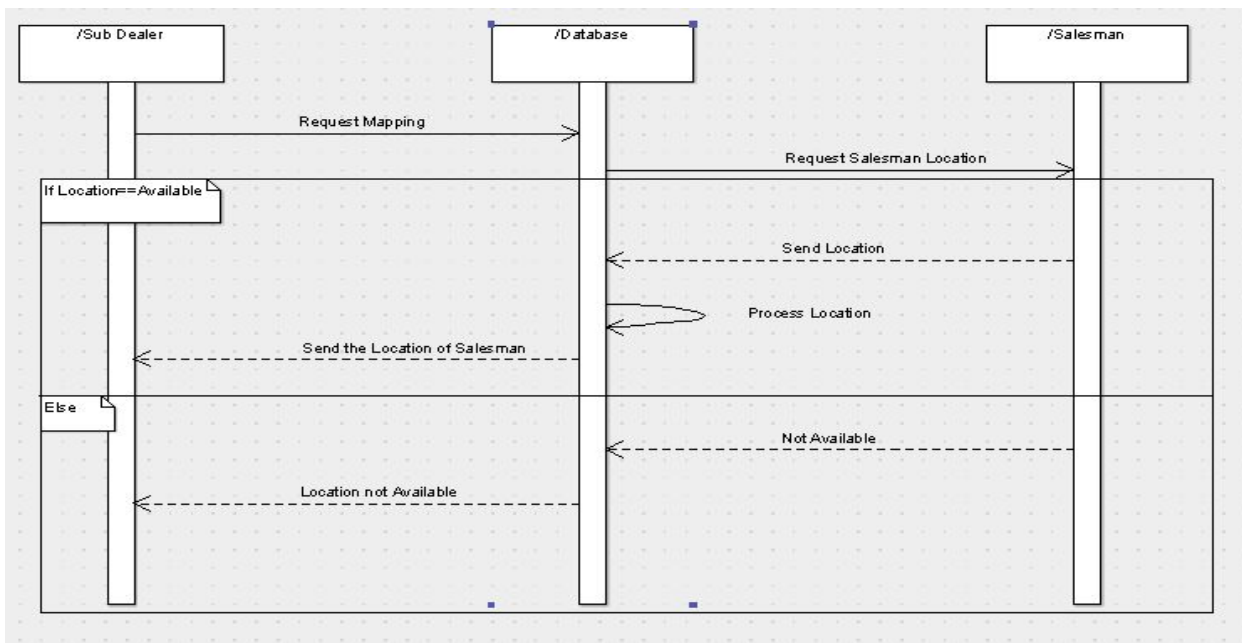 /Sub Dealer
/Database
/Salesman
Request Mapping
Request Salesman Location
If Location==Available
Send Location
Process Location
Send the Location of Salesman
Else
Not Available
Location not Available